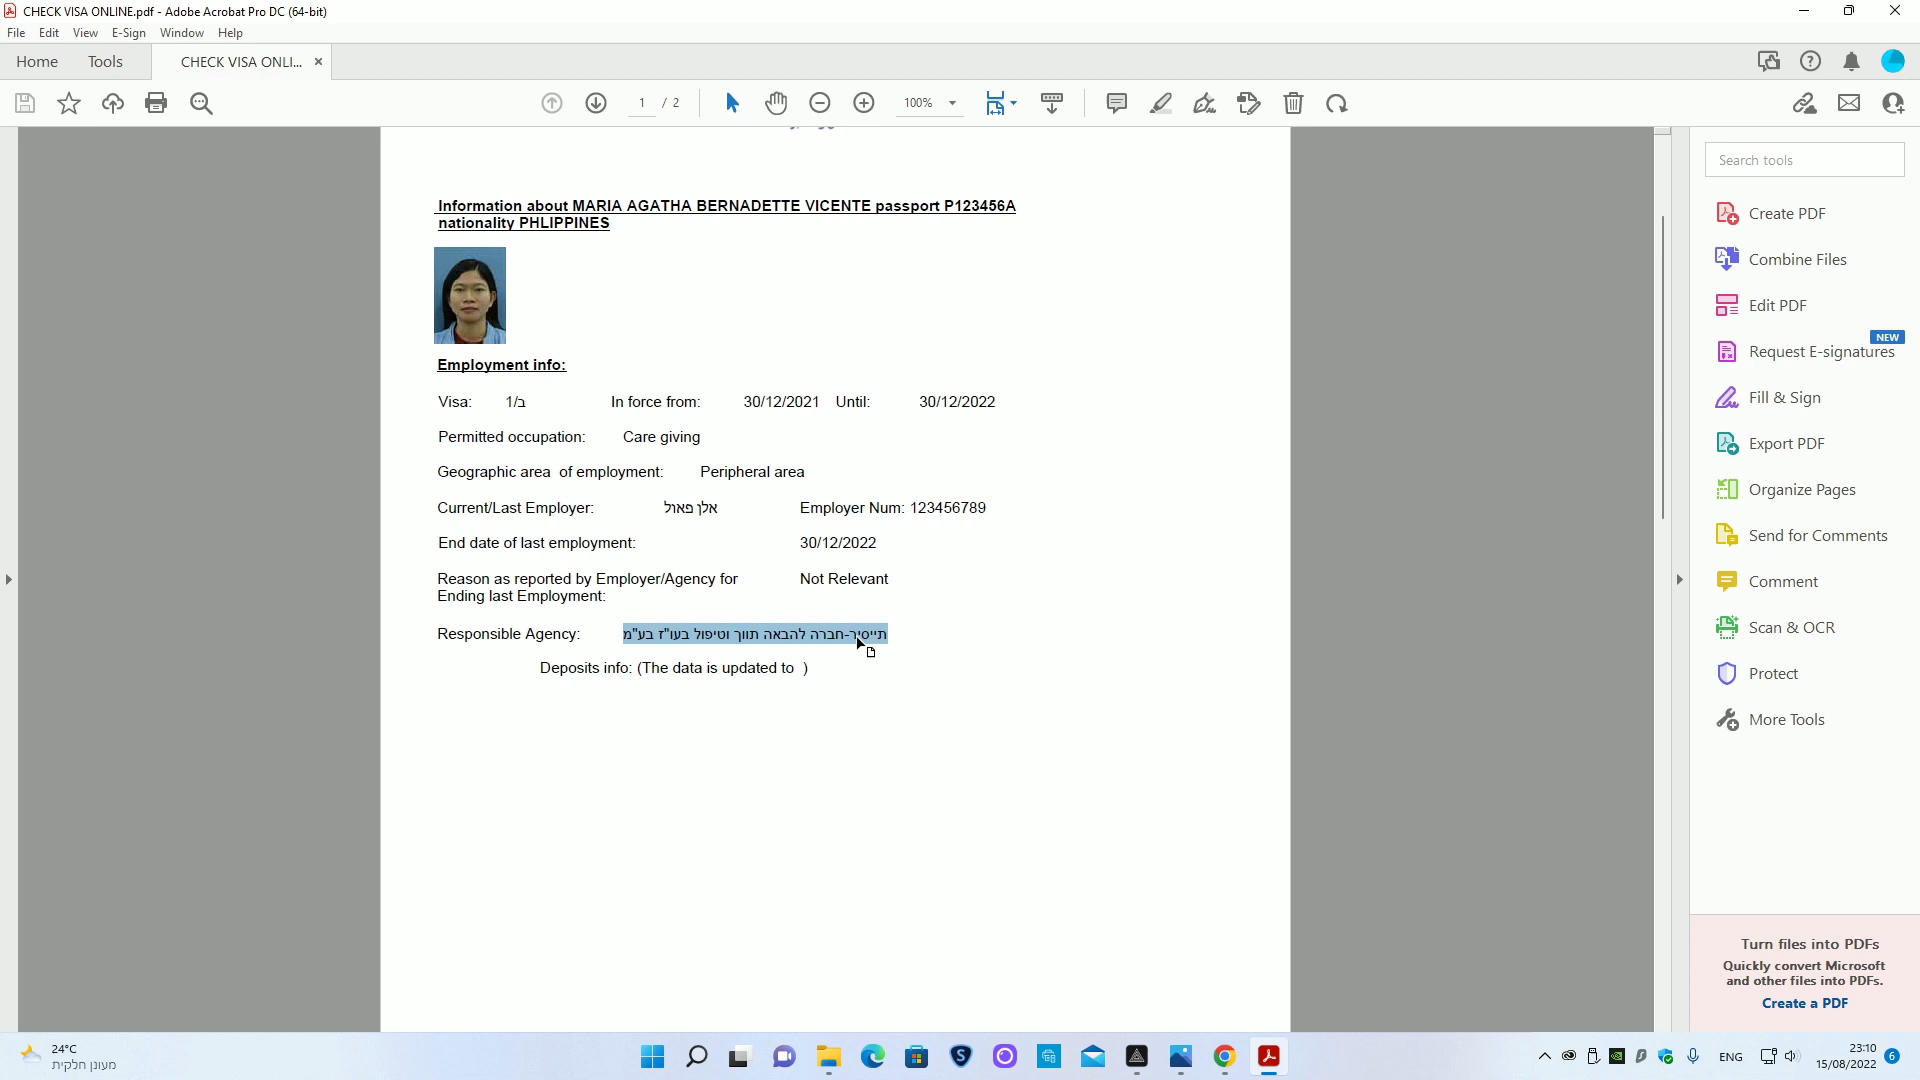 CHECK VISA ONLINE.pdf - Adobe Acrobat Pro DC (64-bit)
File Edit View E-Sign Window Help
Home Tools CHECK VISA ONLI...
1 / 2 100%
Information about MARIA AGATHA BERNADETTE VICENTE passport P123456A
nationality PHLIPPINES
Employment info:
Visa: 1/ב In force from: 30/12/2021 Until: 30/12/2022
Permitted occupation: Care giving
Geographic area of employment: Peripheral area
Current/Last Employer: אלן פאול Employer Num: 123456789
End date of last employment: 30/12/2022
Reason as reported by Employer/Agency for Not Relevant
Ending last Employment:
Responsible Agency: תייסיר-חברה להבאה תווך וטיפול בעו"ז בע"מ
Deposits info: (The data is updated to )
Search tools
Create PDF
Combine Files
Edit PDF
NEW
Request E-signatures
Fill & Sign
Export PDF
Organize Pages
Send for Comments
Comment
Scan & OCR
Protect
More Tools
Turn files into PDFs
Quickly convert Microsoft
and other files into PDFs.
Create a PDF
24°C
מעונן חלקית
ENG
23:10
15/08/2022
6